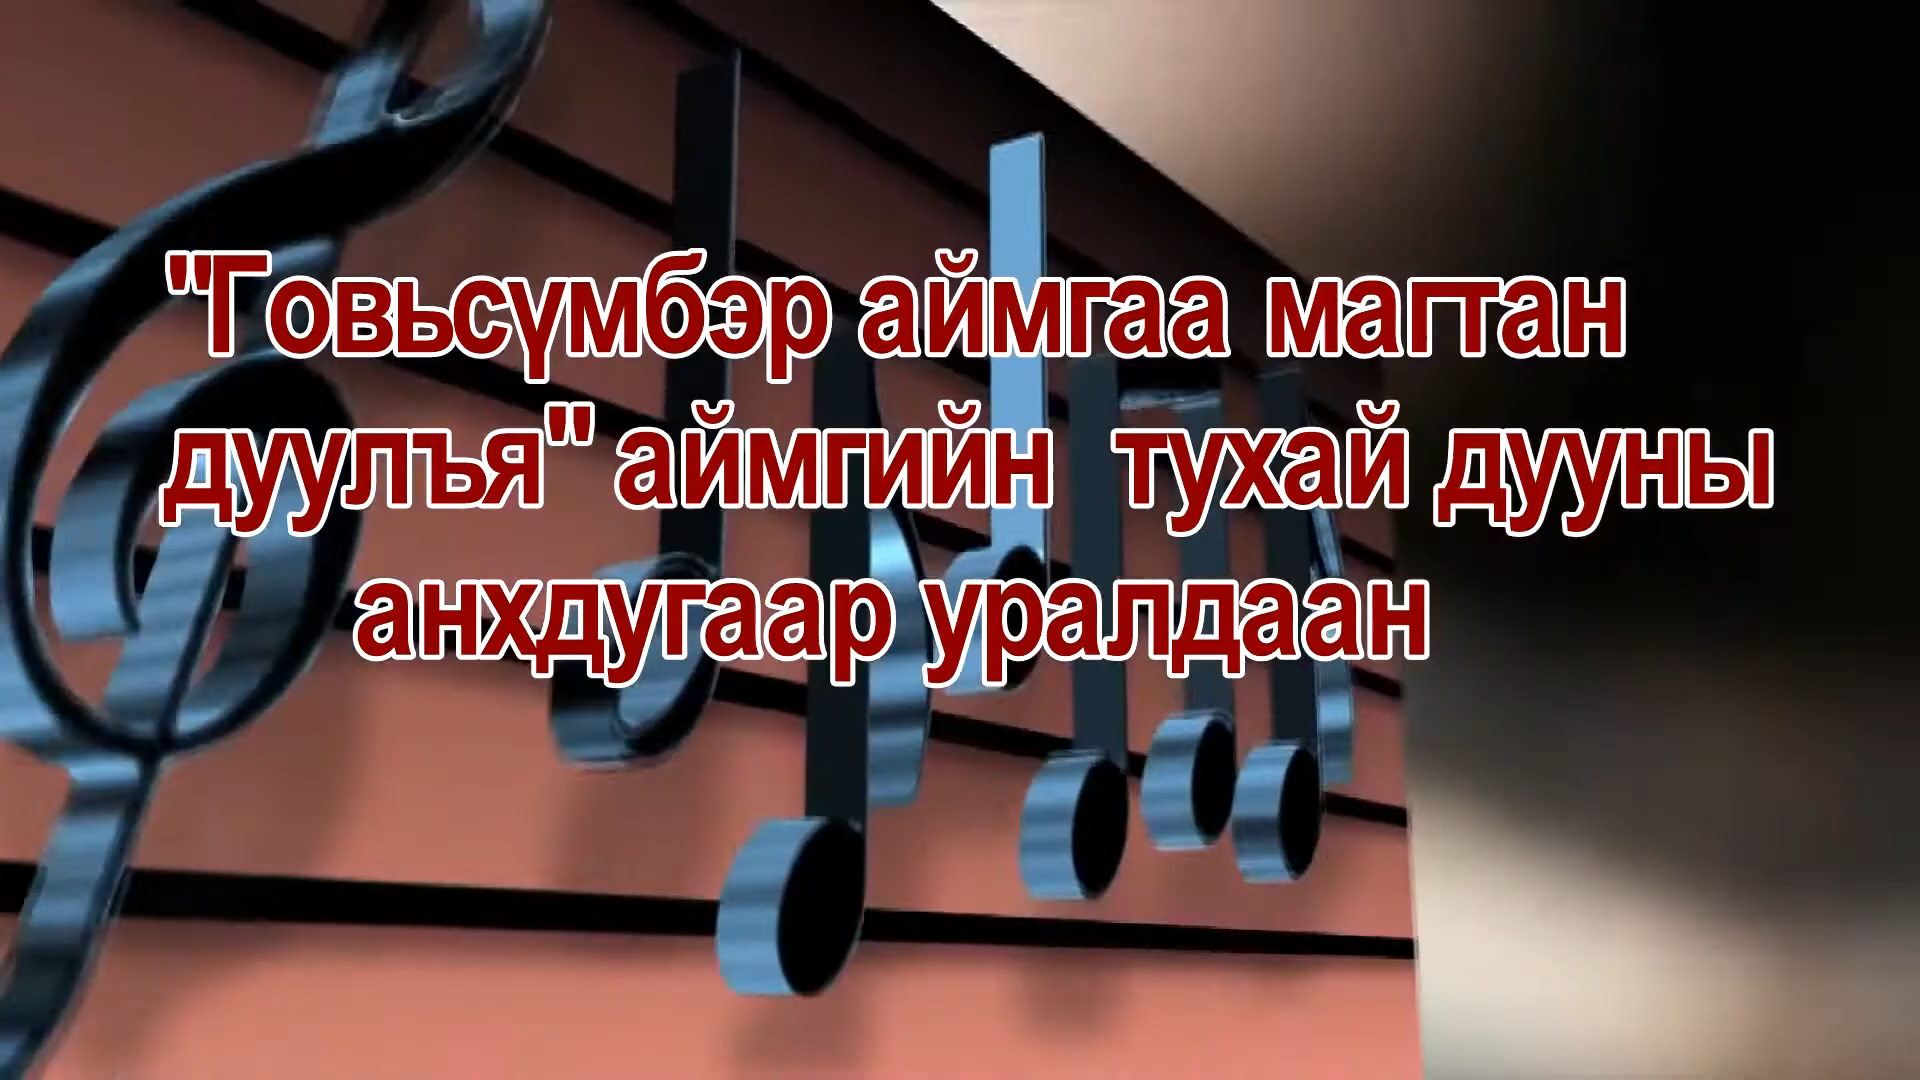 "Говьсүмбэр аймгаа магтан
дуулъя" аймгийн тухай дууны
анхдугаар уралдаан